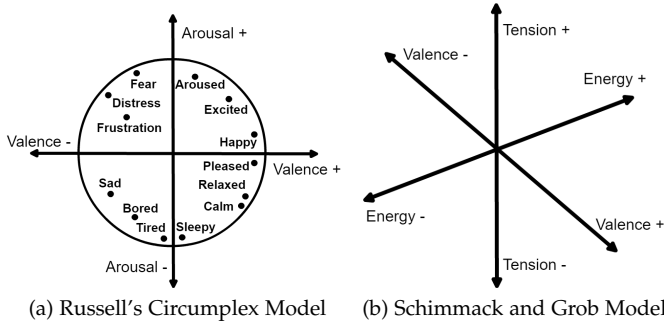 Arousal +
Fear
Aroused
Distress
Excited
Frustration
Happy
Valence -
Valence +
Pleased
Sad
Relaxed
Bored
Calm
Tired
Sleepy
Arousal -
(a) Russell's Circumplex Model
Tension +
Valence -
Energy +
Energy -
Valence +
Tension -
(b) Schimmack and Grob Model